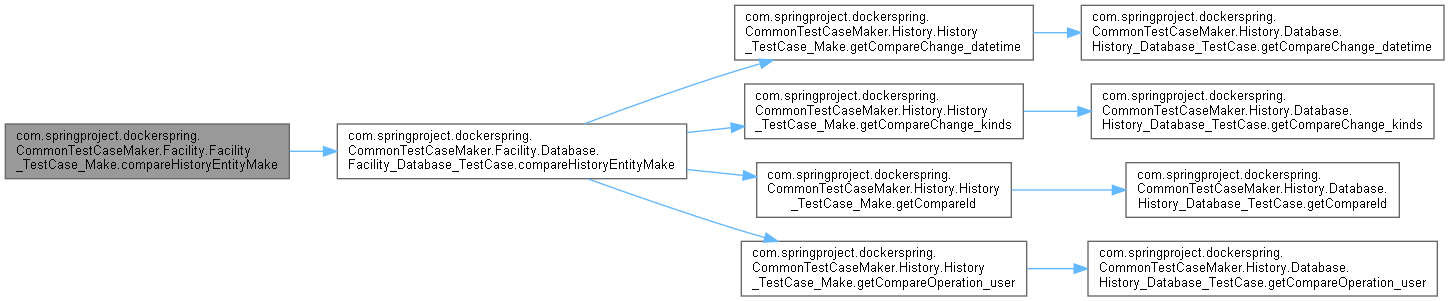 com.springproject.dockerspring.
CommonTestCaseMaker.Facility.Facility
_TestCase_Make.compareHistoryEntityMake
com.springproject.dockerspring.
CommonTestCaseMaker.Facility.Database.
Facility_Database_TestCase.compareHistoryEntityMake
com.springproject.dockerspring.
CommonTestCaseMaker.History.History
_TestCase_Make.getCompareChange_datetime
com.springproject.dockerspring.
CommonTestCaseMaker.History.Database.
History_Database_TestCase.getCompareChange_datetime
com.springproject.dockerspring.
CommonTestCaseMaker.History.History
_TestCase_Make.getCompareChange_kinds
com.springproject.dockerspring.
CommonTestCaseMaker.History.Database.
History_Database_TestCase.getCompareChange_kinds
com.springproject.dockerspring.
CommonTestCaseMaker.History.History
_TestCase_Make.getCompareId
com.springproject.dockerspring.
CommonTestCaseMaker.History.Database.
History_Database_TestCase.getCompareId
com.springproject.dockerspring.
CommonTestCaseMaker.History.History
_TestCase_Make.getCompareOperation_user
com.springproject.dockerspring.
CommonTestCaseMaker.History.Database.
History_Database_TestCase.getCompareOperation_user